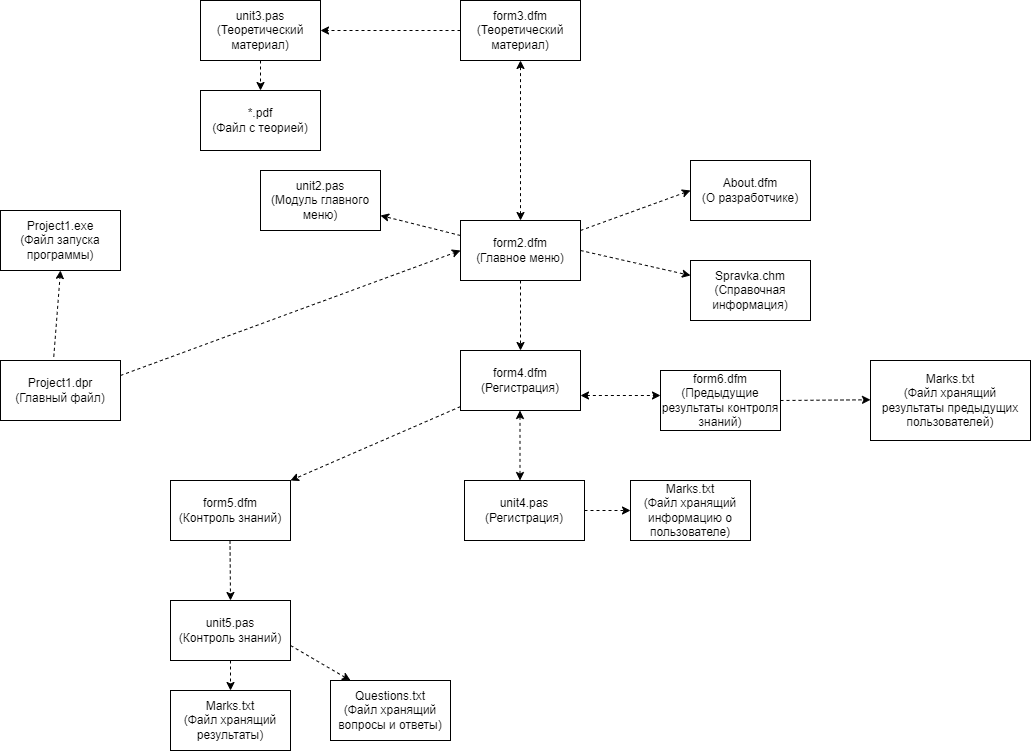 unit3.pas
(Теоретический
материал)
form3.dfm
(Теоретический
материал)
*.pdf
(Файл с теорией)
unit2.pas
(Модуль главного
меню)
About.dfm
(О разработчике)
Project1.exe
(Файл запуска
программы)
form2.dfm
(Главное меню)
Spravka.chm
(Справочная
информация)
Project1.dpr
(Главный файл)
form4.dfm
(Регистрация)
form6.dfm
(Предыдущие
результаты контроля
знаний)
Marks.txt
(Файл хранящий
результаты предыдущих
пользователей)
form5.dfm
(Контроль знаний)
unit4.pas
(Регистрация)
Marks.txt
(Файл хранящий
информацию о
пользователе)
unit5.pas
(Контроль знаний)
Marks.txt
(Файл хранящий
результаты)
Questions.txt
(Файл хранящий
вопросы и ответы)